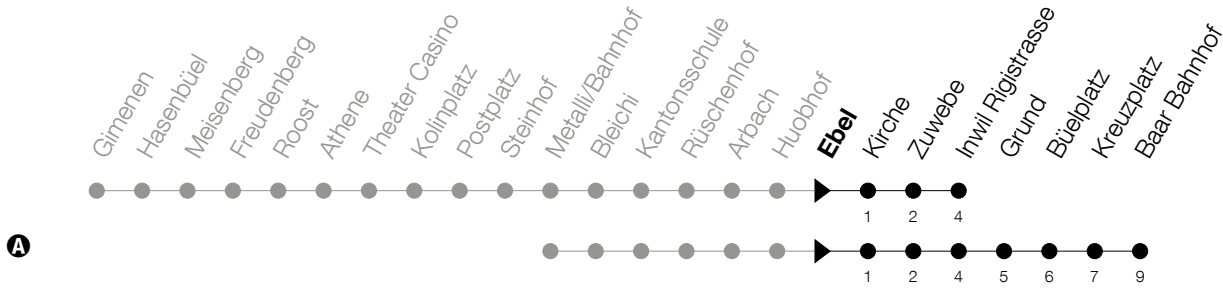 Gimenen
Hasenbüel
Meisenberg
Freudenberg
Roost
Athene
Theater Casino
Kolinplatz
Postplatz
Steinhof
Metalli/Bahnhof
Bleichi
Kantonsschule
Rüschenhof
Arbach
Huobhof
Ebel
Kirche
Zuwebe
Inwil Rigistrasse
Grund
Büelplatz
Kreuzplatz
Baar Bahnhof
1 2 4
A
1 2 4 5 6 7 9